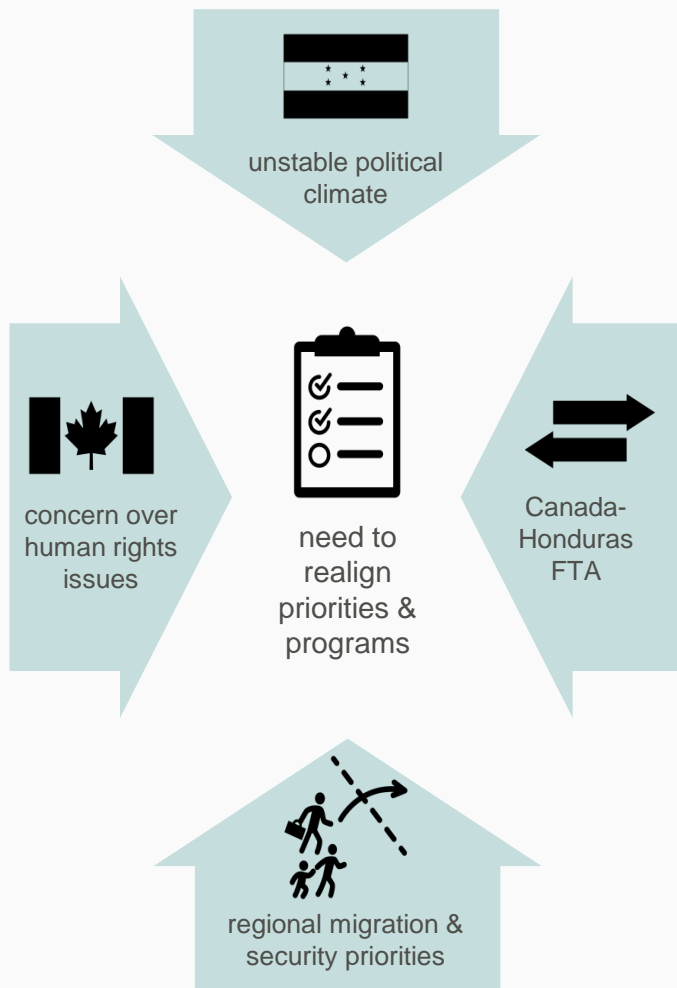 unstable political
climate
concern over
human rights
issues
need to
realign
priorities &
programs
Canada-
Honduras
FTA
regional migration &
security priorities